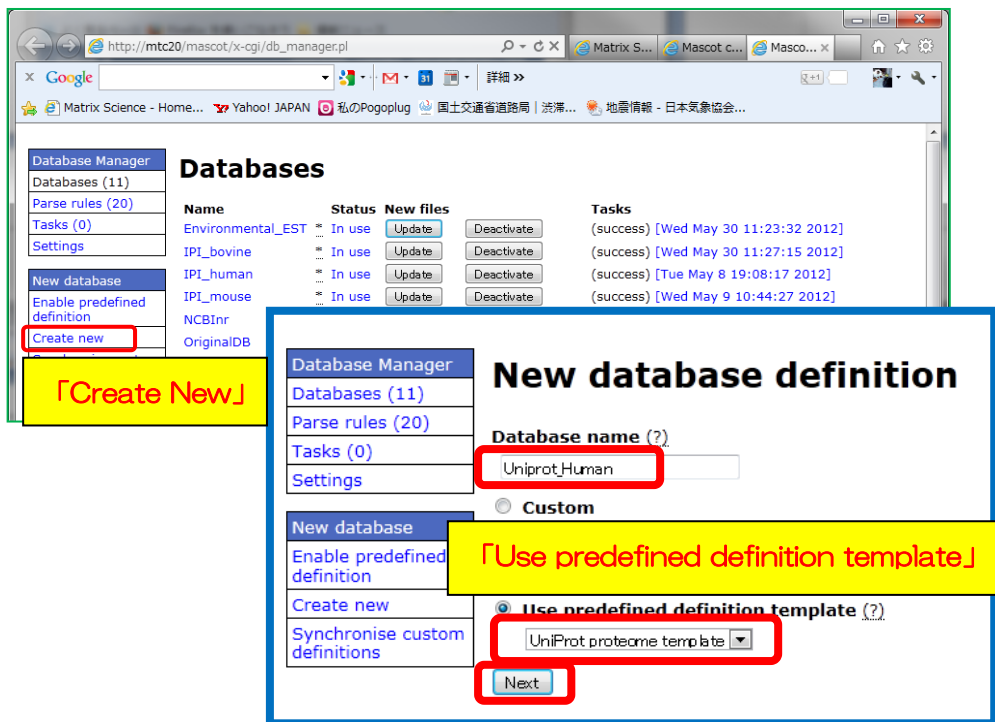 http://mtc20/mascot/x-cgi/db_manager.pl
Matrix S...
Mascot c...
Masco...
x Google
詳細 »
Matrix Science - Home...
Yahoo! JAPAN
私のPogoplug
国土交通省道路局 | 渋滞...
地震情報 - 日本気象協会...
Database Manager
Databases (11)
Parse rules (20)
Tasks (0)
Settings
New database
Enable predefined
definition
Create new
Databases
Name Status New files Tasks
Environmental_EST * In use Update Deactivate (success) [Wed May 30 11:23:32 2012]
IPI_bovine * In use Update Deactivate (success) [Wed May 30 11:27:15 2012]
IPI_human * In use Update Deactivate (success) [Tue May 8 19:08:17 2012]
IPI_mouse * In use Update Deactivate (success) [Wed May 9 10:44:27 2012]
NCBInr
OriginalDB
「Create New」
Database Manager
Databases (11)
Parse rules (20)
Tasks (0)
Settings
New database
Enable predefined
definition
Create new
Synchronise custom
definitions
New database definition
Database name (?)
Uniprot_Human
Custom
「Use predefined definition template」
Use predefined definition template (?)
UniProt proteome template
Next